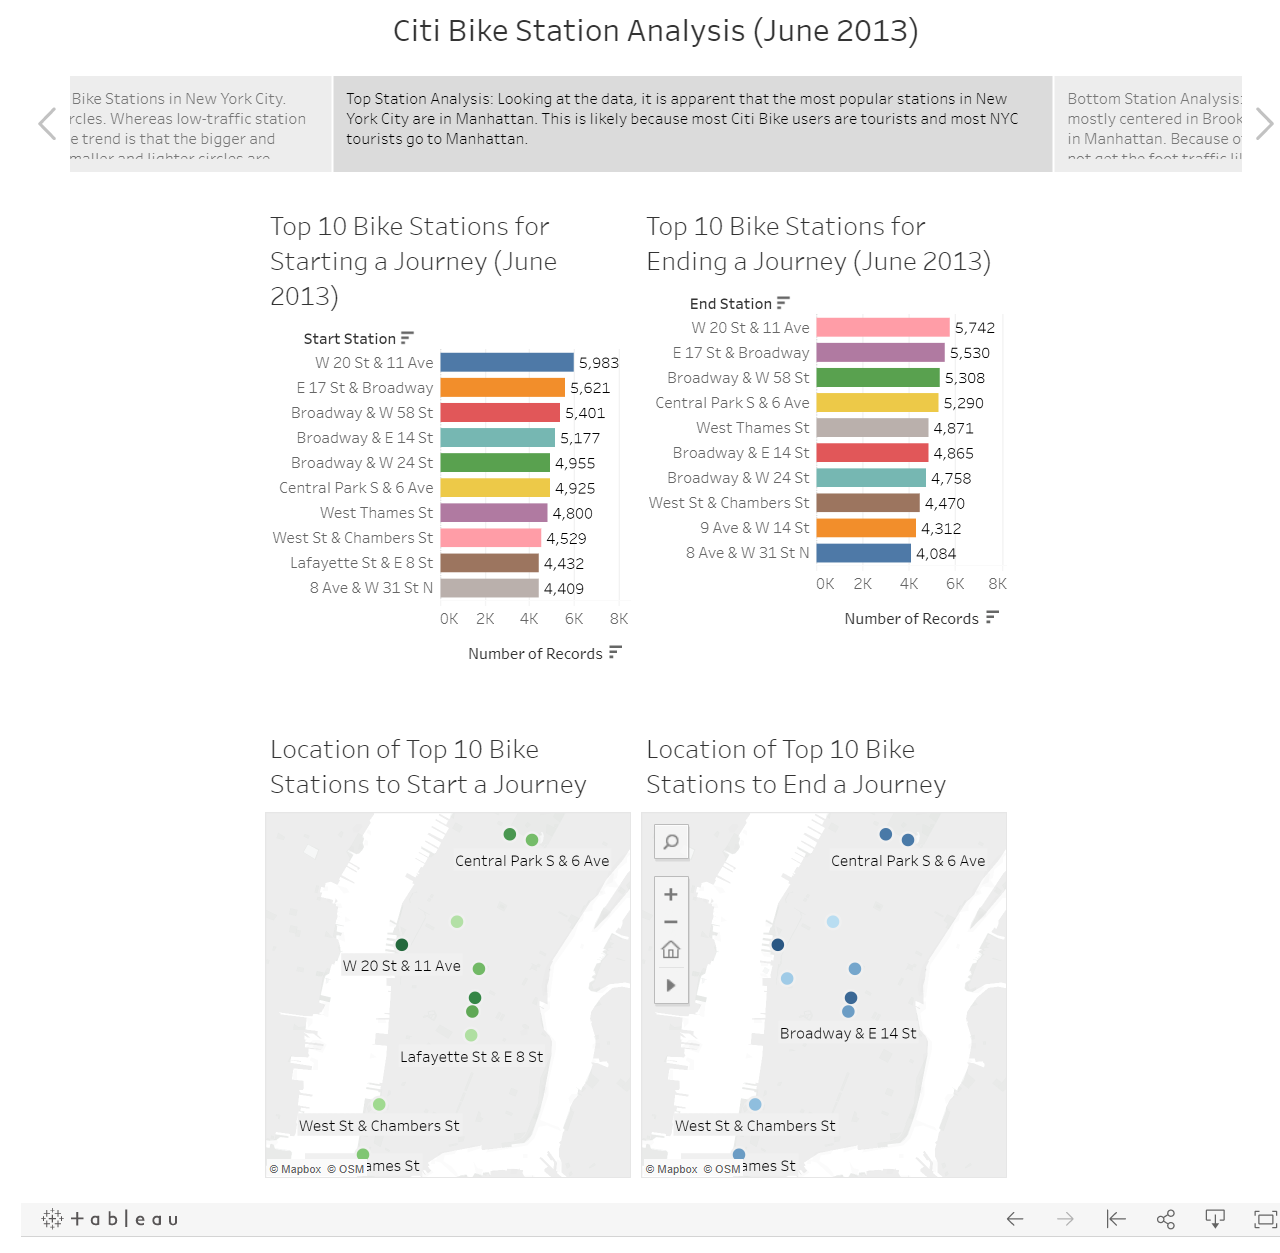 Citi Bike Station Analysis (June 2013)
Bike Stations in New York City.
rcles. Whereas low-traffic station
e trend is that the bigger and
maller and lighter circles are
Top Station Analysis: Looking at the data, it is apparent that the most popular stations in New
York City are in Manhattan. This is likely because most Citi Bike users are tourists and most NYC
tourists go to Manhattan.
Bottom Station Analysis:
mostly centered in Brook
in Manhattan. Because o
not get the foot traffic li
Top 10 Bike Stations for
Starting a Journey (June
2013)
Start Station
W 20 St & 11 Ave 5,983
E 17 St & Broadway 5,621
Broadway & W 58 St 5,401
Broadway & E 14 St 5,177
Broadway & W 24 St 4,955
Central Park S & 6 Ave 4,925
West Thames St 4,800
West St & Chambers St 4,529
Lafayette St & E 8 St 4,432
8 Ave & W 31 St N 4,409
0K 2K 4K 6K 8K
Number of Records
Top 10 Bike Stations for
Ending a Journey (June 2013)
End Station
W 20 St & 11 Ave 5,742
E 17 St & Broadway 5,530
Broadway & W 58 St 5,308
Central Park S & 6 Ave 5,290
West Thames St 4,871
Broadway & E 14 St 4,865
Broadway & W 24 St 4,758
West St & Chambers St 4,470
9 Ave & W 14 St 4,312
8 Ave & W 31 St N 4,084
0K 2K 4K 6K 8K
Number of Records
Location of Top 10 Bike
Stations to Start a Journey
Central Park S & 6 Ave
W 20 St & 11 Ave
Lafayette St & E 8 St
West St & Chambers St
ames St
© Mapbox © OSM
Location of Top 10 Bike
Stations to End a Journey
Central Park S & 6 Ave
Broadway & E 14 St
West St & Chambers St
ames St
© Mapbox © OSM
+ableau